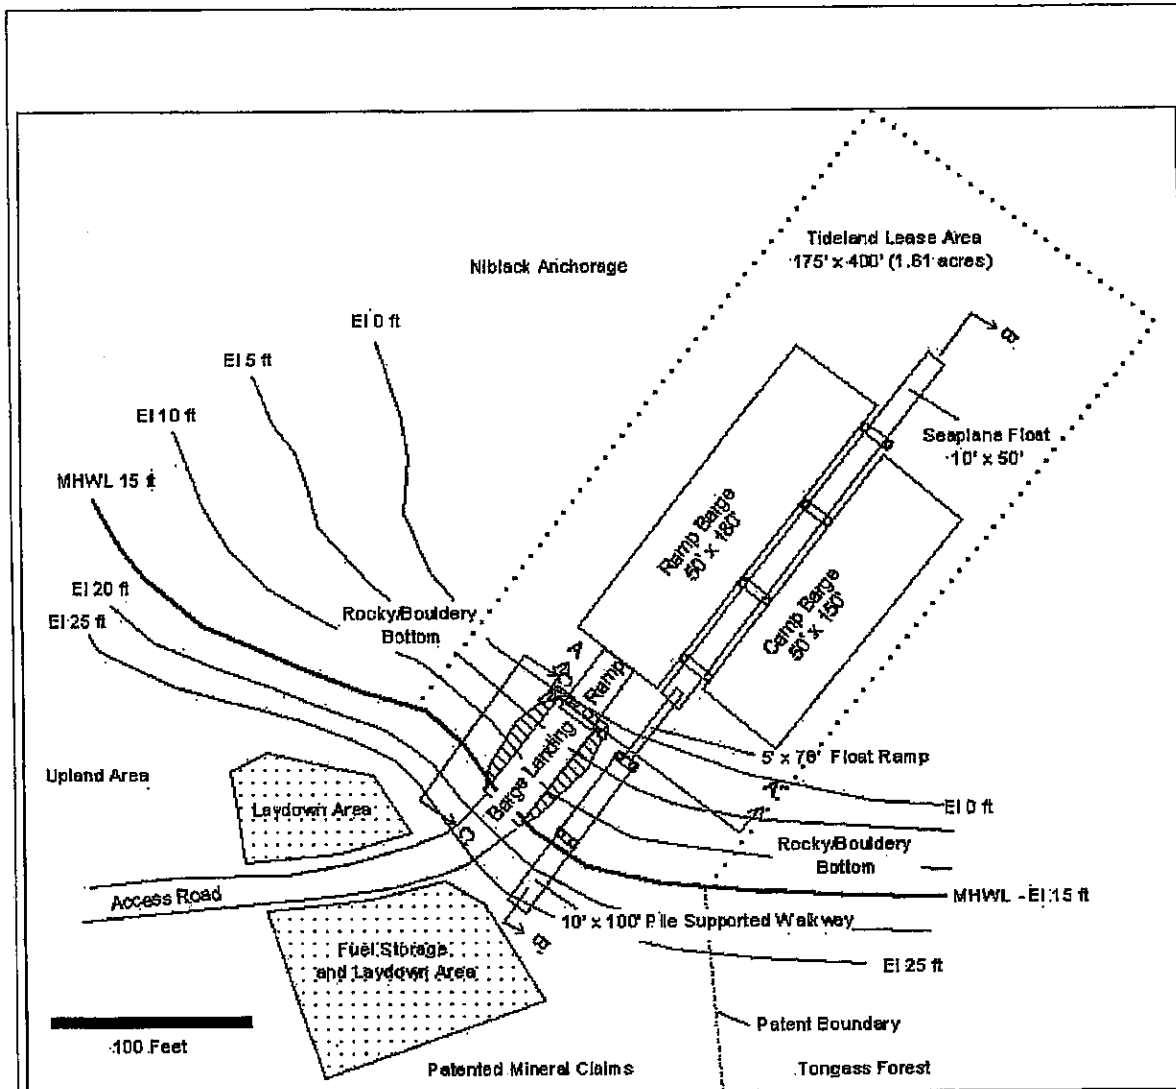 Tideland Lease Area
175' x 400' (1.61 acres)
Niblack Anchorage
El 0 ft
El 5 ft
El 10 ft
MHWL 15 ft
El 20 ft
El 25 ft
B'
Seaplane Float
10' x 50'
Ramp Barge
50' x 180'
Camp Barge
50' x 150'
Rocky/Bouldery
Bottom
A
Ramp
Barge Landing
C
5' x 70' Float Ramp
A'
El 0 ft
Upland Area
Laydown Area
Rocky/Bouldery
Bottom
Access Road
MHWL - El 15 ft
10' x 100' Pile Supported Walkway
B'
El 25 ft
Fuel Storage
and Laydown Area
Patent Boundary
100 Feet
Patented Mineral Claims
Tongass Forest